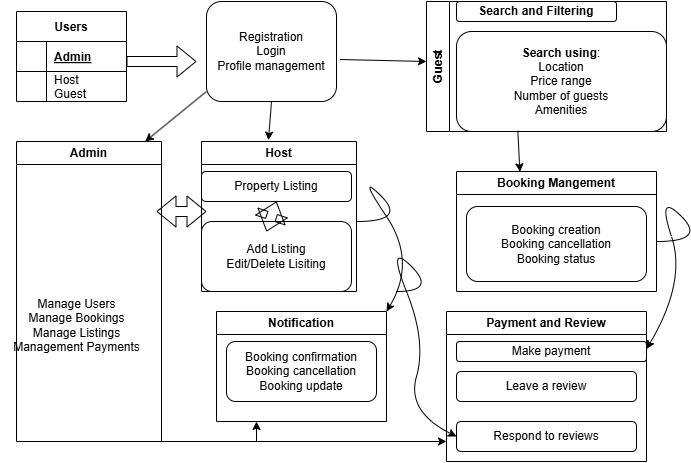 Users
Admin
Host
Guest
Registration
Login
Profile management
Guest
Search and Filtering
Search using:
Location
Price range
Number of guests
Amenities
Admin
Manage Users
Manage Bookings
Manage Listings
Management Payments
Host
Property Listing
Add Listing
Edit/Delete Lisiting
Booking Mangement
Booking creation
Booking cancellation
Booking status
Notification
Booking confirmation
Booking cancellation
Booking update
Payment and Review
Make payment
Leave a review
Respond to reviews